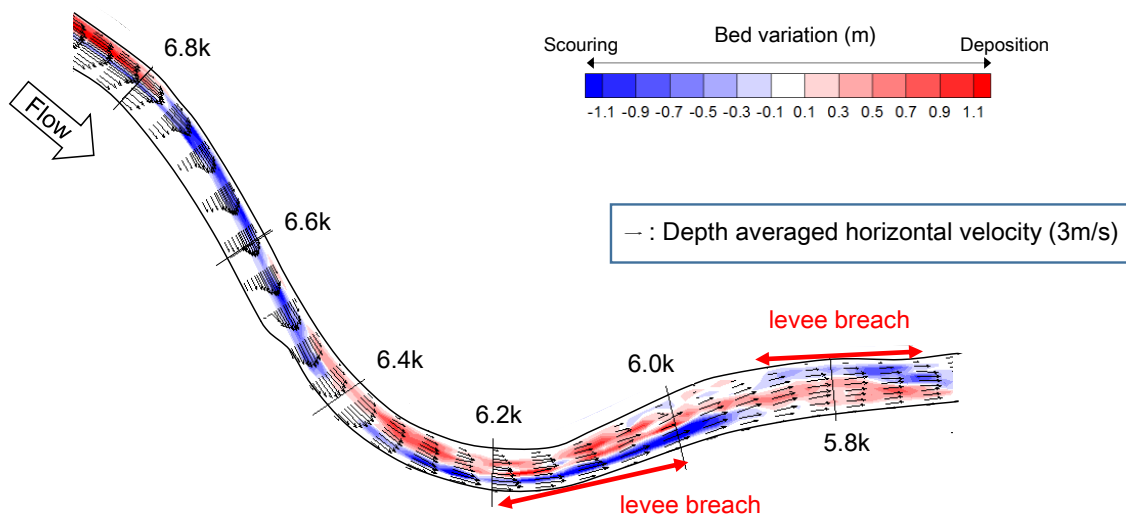 Scouring
Bed variation (m)
Deposition
-1.1 -0.9 -0.7 -0.5 -0.3 -0.1 0.1 0.3 0.5 0.7 0.9 1.1
6.8k
Flow
6.6k
: Depth averaged horizontal velocity (3m/s)
levee breach
6.4k
6.0k
6.2k
5.8k
levee breach